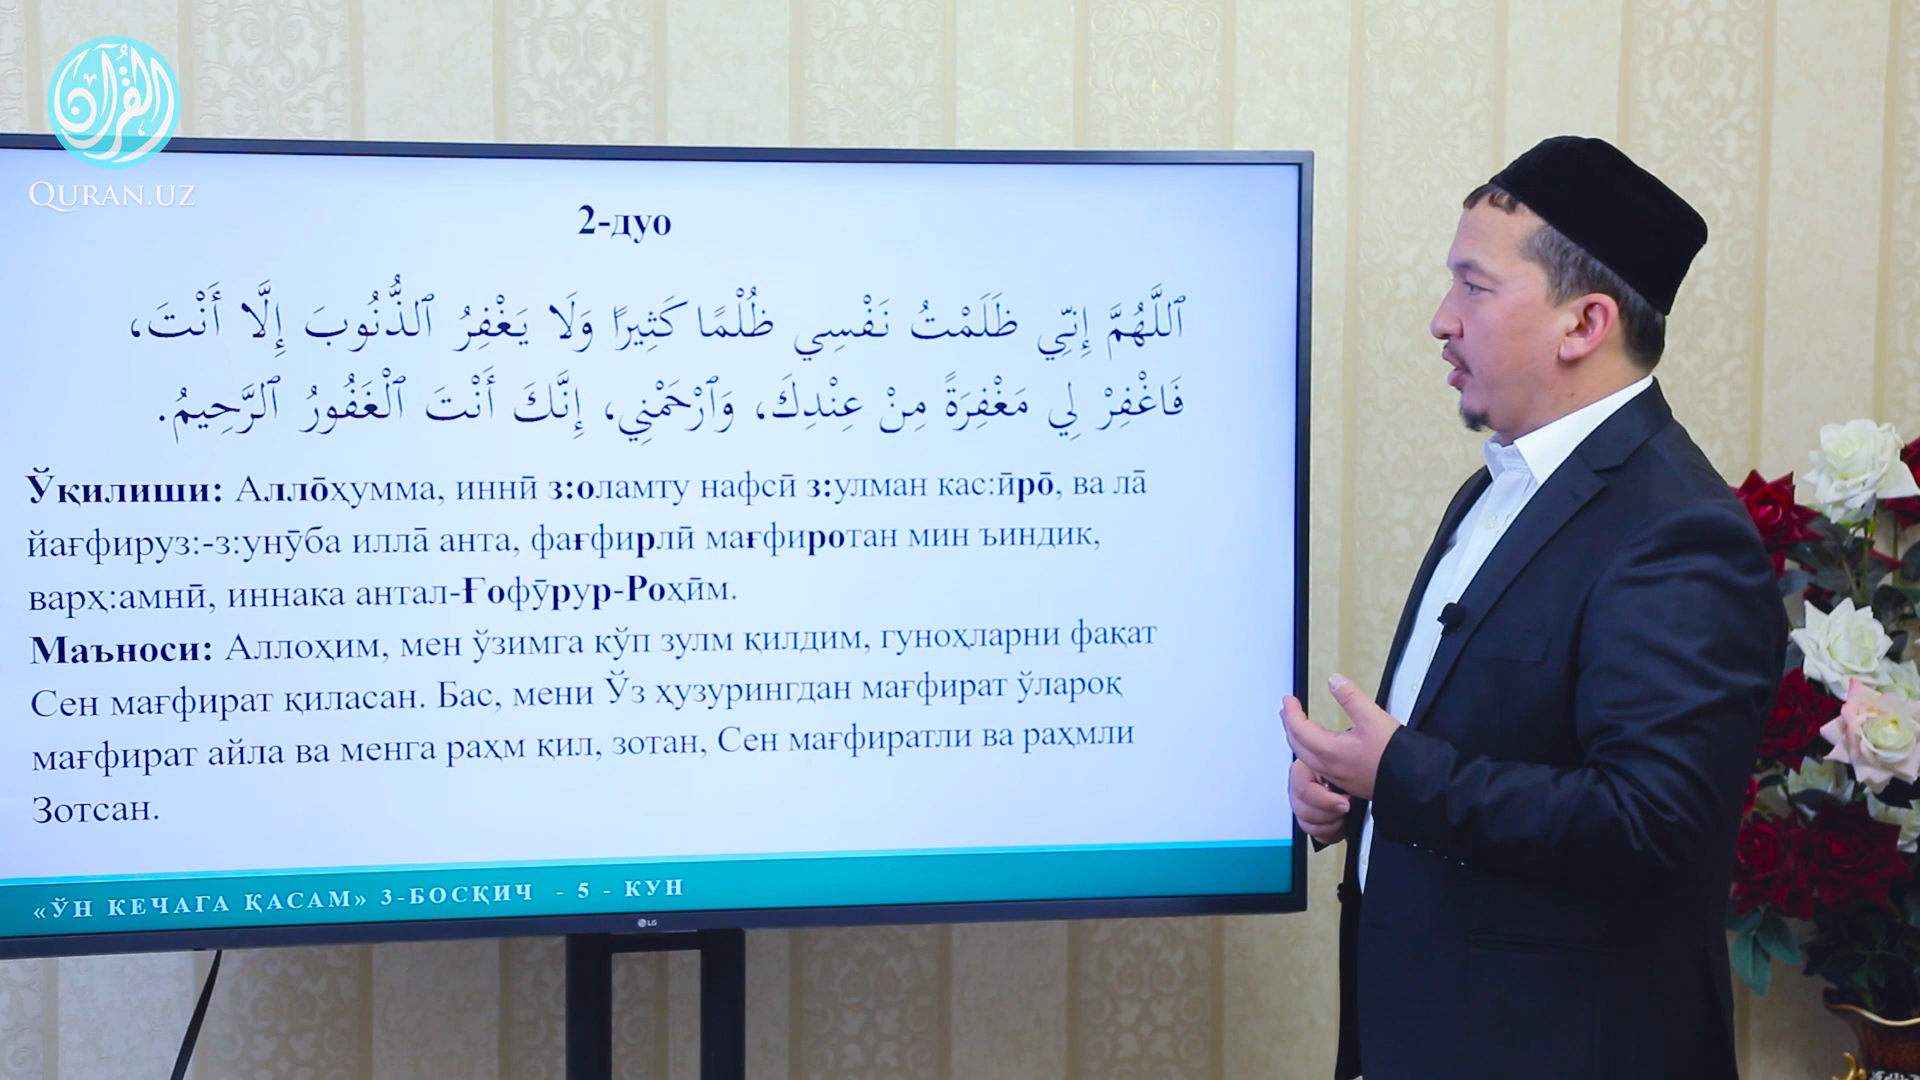 القرآن
QURAN.UZ
2-дуо
ٱللَّهُمَّ إِنِّي ظَلَمْتُ نَفْسِي ظُلْمًا كَثِيرًا وَلَا يَغْفِرُ ٱلذُّنُوبَ إِلَّا أَنْتَ،
فَاغْفِرْ لِي مَغْفِرَةً مِنْ عِنْدِكَ، وَٱرْحَمْنِي، إِنَّكَ أَنْتَ ٱلْغَفُورُ ٱلرَّحِيمُ.
Ўқилиши: Аллōҳумма, иннӣ з:оламту нафсӣ з:улман кас:ӣрō, ва лā
йағфируз:-з:унӯба иллā анта, фағфирлӣ мағфиротан мин ъиндик,
варҳ:амнӣ, иннака антал-Ғофӯрур-Роҳӣм.
Маъноси: Аллоҳим, мен ўзимга кўп зулм қилдим, гуноҳларни фақат
Сен мағфират қиласан. Бас, мени Ўз ҳузурингдан мағфират ўлароқ
мағфират айла ва менга раҳм қил, зотан, Сен мағфиратли ва раҳмли
Зотсан.
«ЎН КЕЧАГА ҚАСАМ» 3-БОСҚИЧ - 5 - КУН
LG